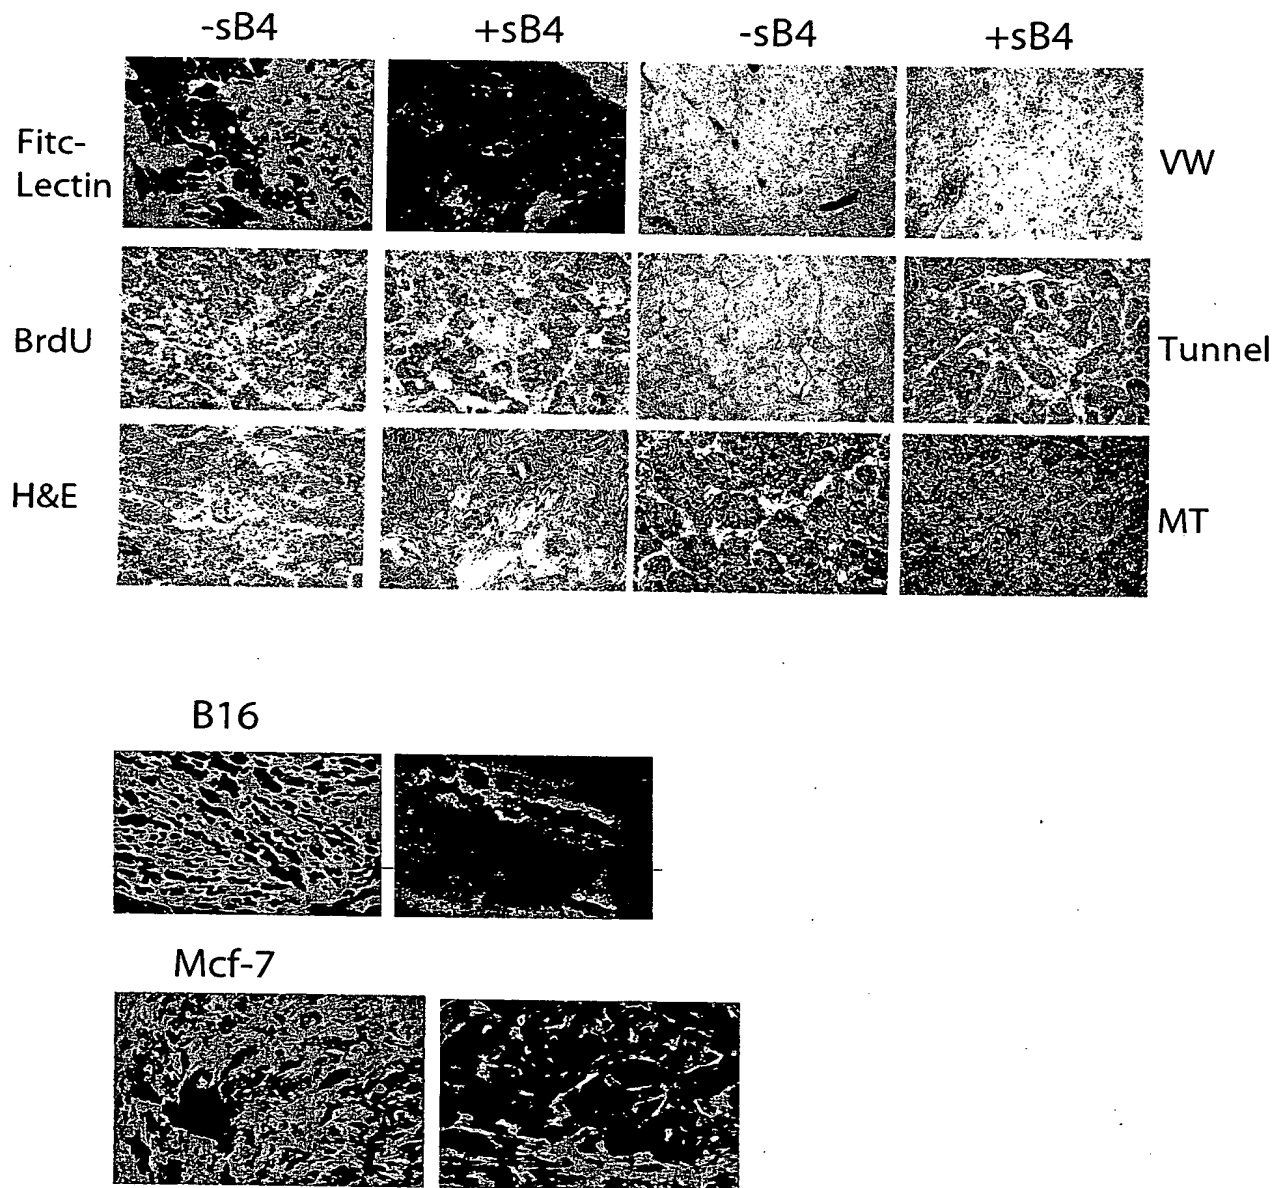 -sB4 +sB4 -sB4 +sB4
Fitc-
Lectin
VW
BrdU
Tunnel
H&E
MT
B16
Mcf-7